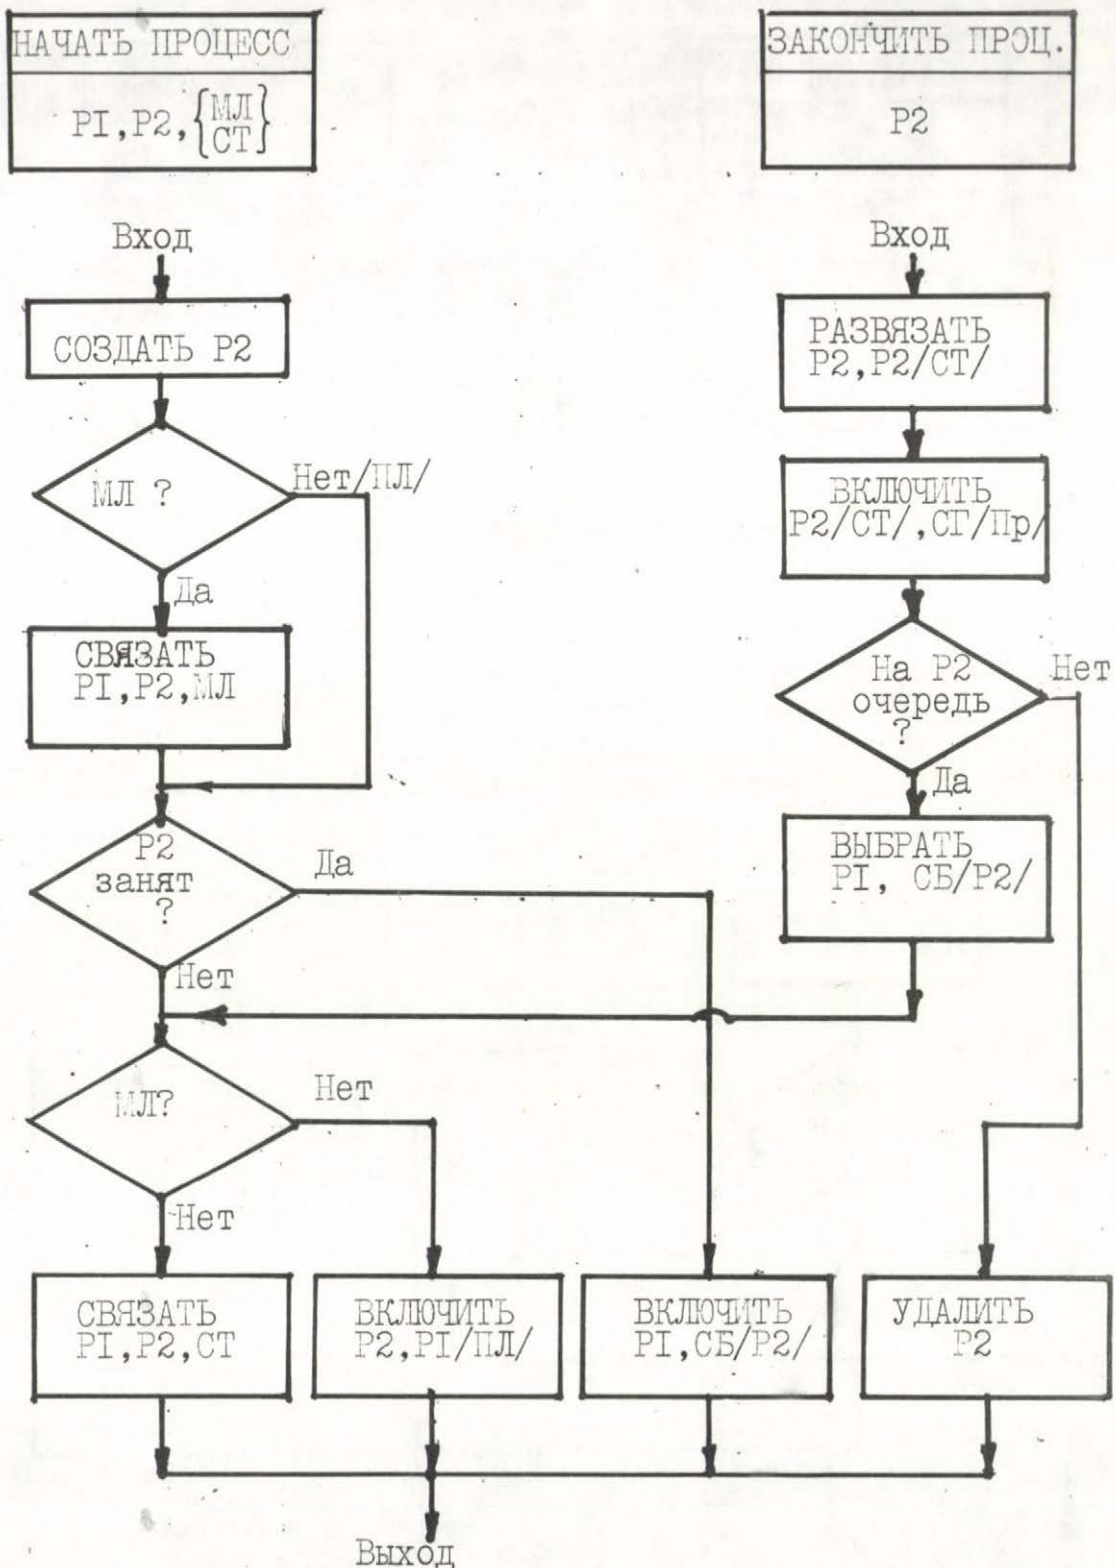 НАЧАТЬ ПРОЦЕСС
РI,Р2,{МЛ
СТ}
ЗАКОНЧИТЬ ПРОЦ.
Р2
Вход
СОЗДАТЬ Р2
МЛ ?
Нет/ПЛ/
Да
СВЯЗАТЬ
РI,Р2,МЛ
Р2
занят
?
Да
Нет
МЛ?
Нет
Нет
Вход
РАЗВЯЗАТЬ
Р2,Р2/СТ/
ВКЛЮЧИТЬ
Р2/СТ/,СГ/Пр/
На Р2
очередь
?
Нет
Да
ВЫБРАТЬ
РI, СБ/Р2/
СВЯЗАТЬ
РI,Р2,СТ
ВКЛЮЧИТЬ
Р2,РI/ПЛ/
ВКЛЮЧИТЬ
РI,СБ/Р2/
УДАЛИТЬ
Р2
Выход